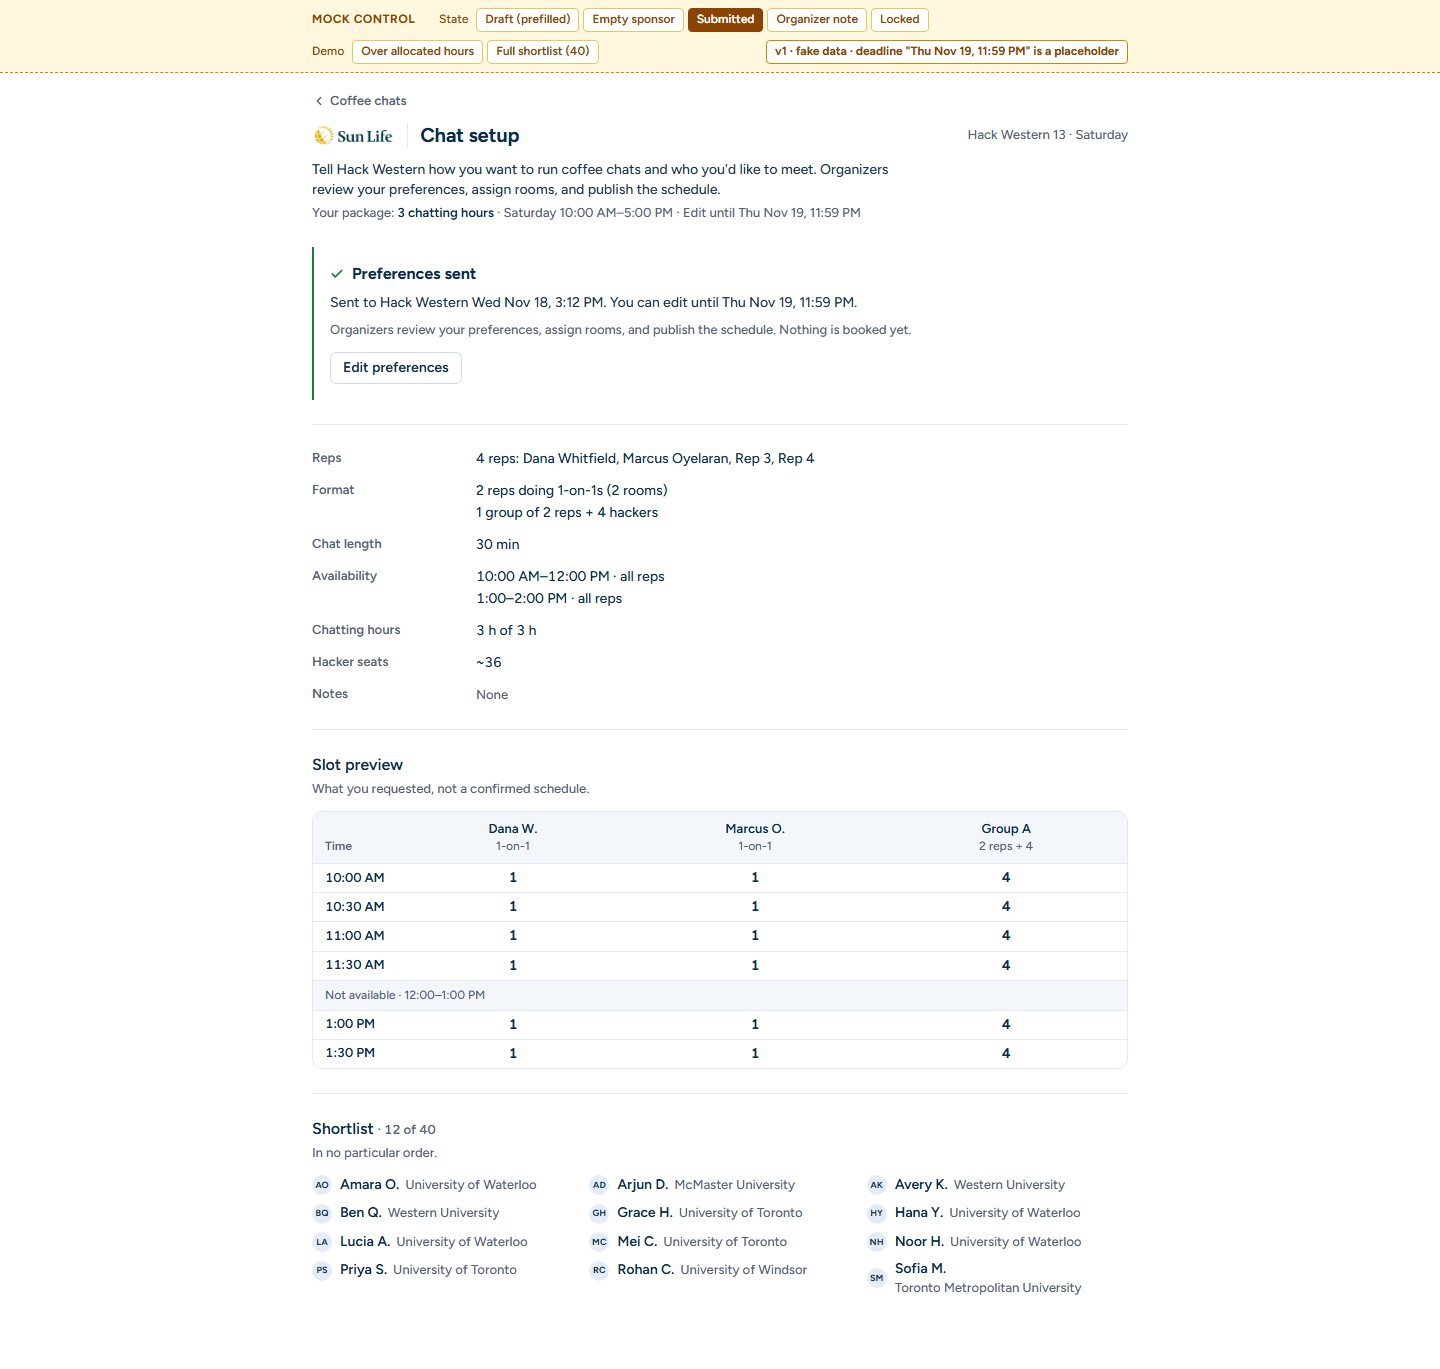 MOCK CONTROL State Draft (prefilled) Empty sponsor Submitted Organizer note Locked
Demo Over allocated hours Full shortlist (40) v1 · fake data · deadline "Thu Nov 19, 11:59 PM" is a placeholder
Coffee chats
Sun Life Chat setup Hack Western 13 · Saturday
Tell Hack Western how you want to run coffee chats and who you'd like to meet. Organizers
review your preferences, assign rooms, and publish the schedule.
Your package: 3 chatting hours · Saturday 10:00 AM–5:00 PM · Edit until Thu Nov 19, 11:59 PM
Preferences sent
Sent to Hack Western Wed Nov 18, 3:12 PM. You can edit until Thu Nov 19, 11:59 PM.
Organizers review your preferences, assign rooms, and publish the schedule. Nothing is booked yet.
Edit preferences
Reps 4 reps: Dana Whitfield, Marcus Oyelaran, Rep 3, Rep 4
Format 2 reps doing 1-on-1s (2 rooms)
1 group of 2 reps + 4 hackers
Chat length 30 min
Availability 10:00 AM–12:00 PM · all reps
1:00–2:00 PM · all reps
Chatting hours 3 h of 3 h
Hacker seats ~36
Notes None
Slot preview
What you requested, not a confirmed schedule.
Dana W. Marcus O. Group A
Time 1-on-1 1-on-1 2 reps + 4
10:00 AM 1 1 4
10:30 AM 1 1 4
11:00 AM 1 1 4
11:30 AM 1 1 4
Not available · 12:00–1:00 PM
1:00 PM 1 1 4
1:30 PM 1 1 4
Shortlist · 12 of 40
In no particular order.
AO Amara O. University of Waterloo AD Arjun D. McMaster University AK Avery K. Western University
BQ Ben Q. Western University GH Grace H. University of Toronto HY Hana Y. University of Waterloo
LA Lucia A. University of Waterloo MC Mei C. University of Toronto NH Noor H. University of Waterloo
PS Priya S. University of Toronto RC Rohan C. University of Windsor SM Sofia M.
Toronto Metropolitan University